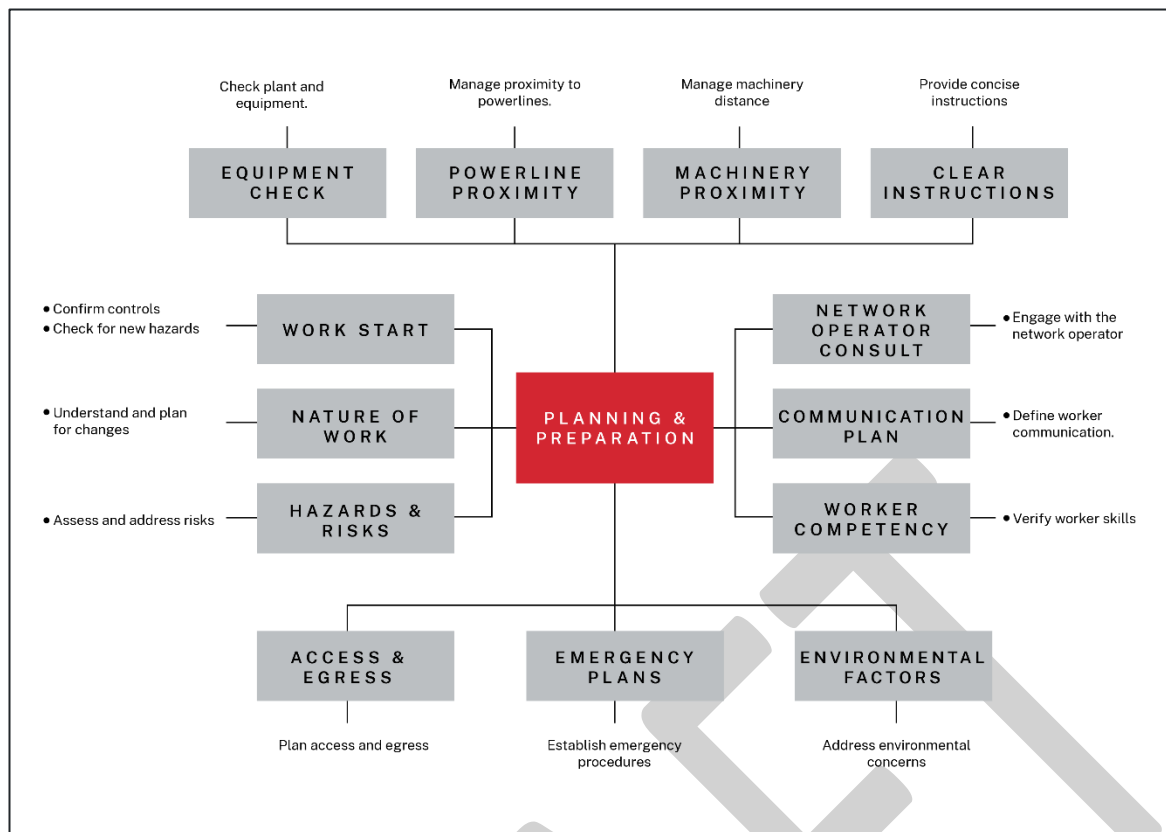 Check plant and
equipment.
Manage proximity to
powerlines.
Manage machinery
distance
Provide concise
instructions
EQUIPMENT
CHECK
POWERLINE
PROXIMITY
MACHINERY
PROXIMITY
CLEAR
INSTRUCTIONS
• Confirm controls
• Check for new hazards
WORK START
NETWORK
OPERATOR
CONSULT
• Engage with the
network operator
• Understand and plan
for changes
NATURE OF
WORK
PLANNING &
PREPARATION
COMMUNICATION
PLAN
• Define worker
communication.
• Assess and address risks
HAZARDS &
RISKS
WORKER
COMPETENCY
• Verify worker skills
ACCESS &
EGRESS
EMERGENCY
PLANS
ENVIRONMENTAL
FACTORS
Plan access and egress
Establish emergency
procedures
Address environmental
concerns